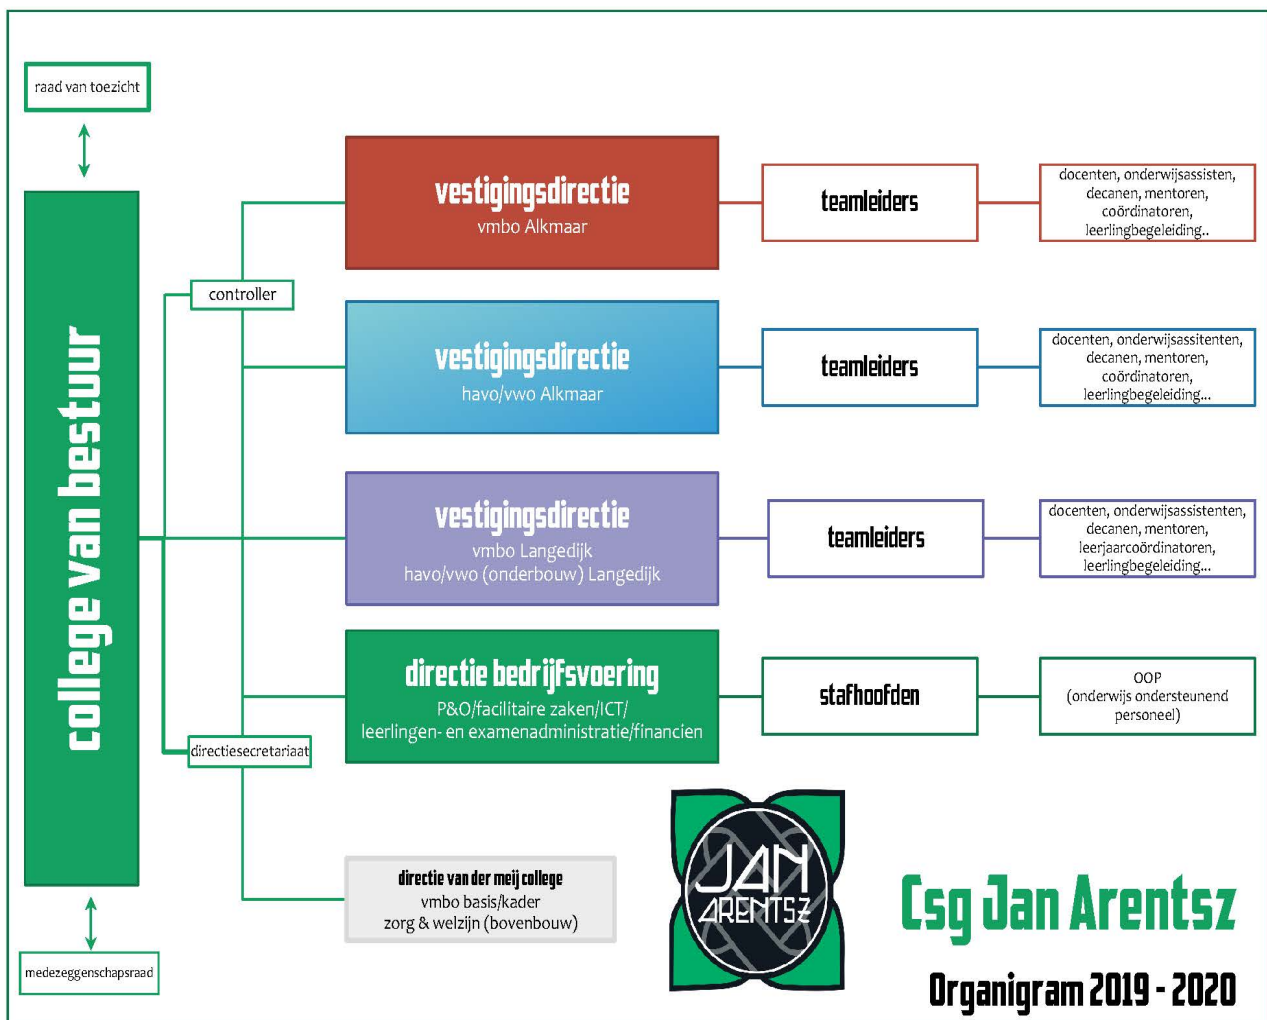 raad van toezicht
college van bestuur
medezeggenschapsraad
controller
directiesecretariaat
vestigingsdirectie
vmbo Alkmaar
teamleiders
docenten, onderwijsassisten,
decanen, mentoren,
coördinatoren,
leerlingbegeleiding..
vestigingsdirectie
havo/vwo Alkmaar
teamleiders
docenten, onderwijsassitenten,
decanen, mentoren,
coördinatoren,
leerlingbegeleiding...
vestigingsdirectie
vmbo Langedijk
havo/vwo (onderbouw) Langedijk
teamleiders
docenten, onderwijsassistenten,
decanen, mentoren,
leerjaarcoördinatoren,
leerlingbegeleiding...
directie bedrijfsvoering
P&O/facilitaire zaken/ICT/
leerlingen- en examenadministratie/financien
stafhoofden
OOP
(onderwijs ondersteunend
personeel)
directie van der meij college
vmbo basis/kader
zorg & welzijn (bovenbouw)
JAN
ARENTSZ
Csg Jan Arentsz
Organigram 2019 - 2020